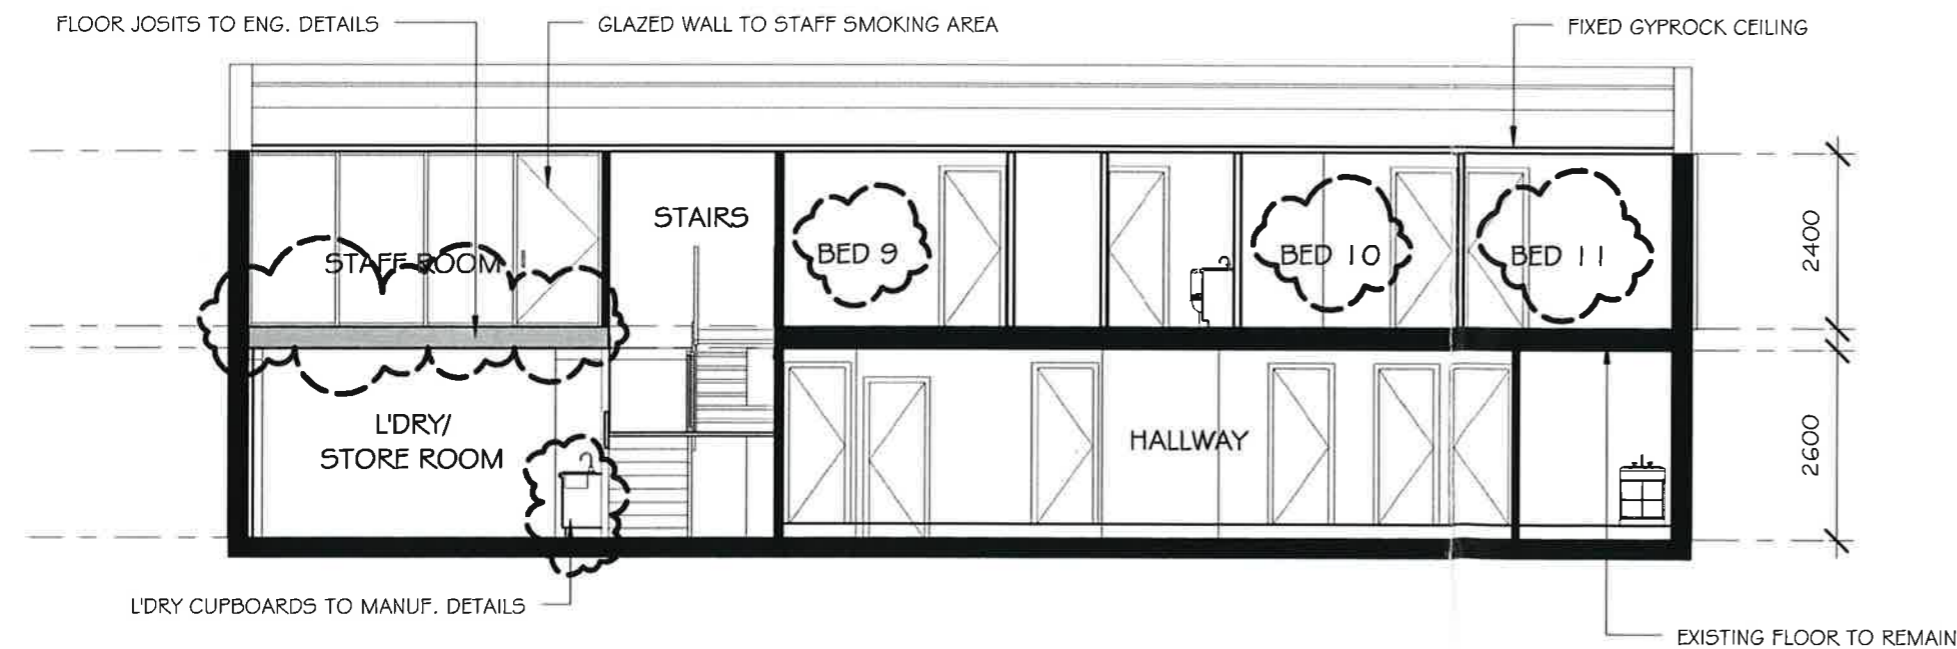 FLOOR JOSITS TO ENG. DETAILS
GLAZED WALL TO STAFF SMOKING AREA
FIXED GYPROCK CEILING
STAIRS
STAFF ROOM 1
BED 9
BED 10
BED 11
2400
L'DRY/
STORE ROOM
HALLWAY
2600
L'DRY CUPBOARDS TO MANUF. DETAILS
EXISTING FLOOR TO REMAIN